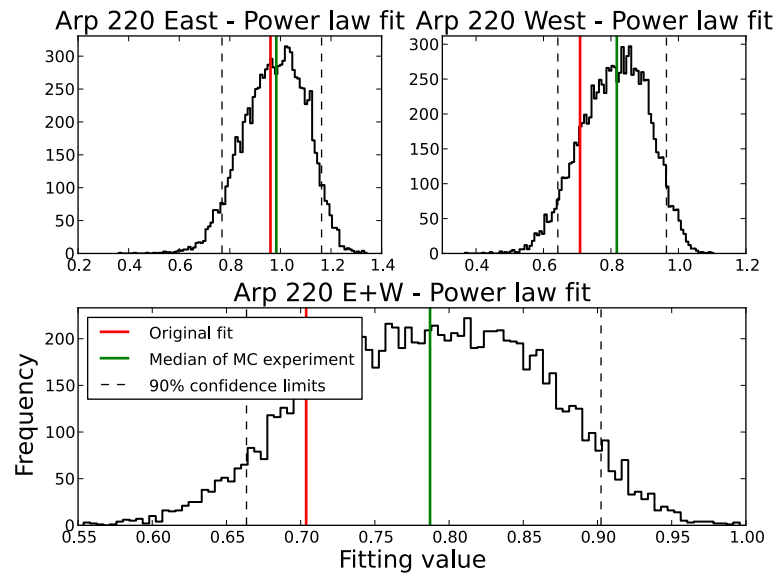 Arp 220 East - Power law fit
Arp 220 West - Power law fit
300
250
200
150
100
50
0
0.2 0.4 0.6 0.8 1.0 1.2 1.4
300
250
200
150
100
50
0
0.2 0.4 0.6 0.8 1.0 1.2
Arp 220 E+W - Power law fit
Original fit
Median of MC experiment
90% confidence limits
Frequency
200
150
100
50
0
0.55 0.60 0.65 0.70 0.75 0.80 0.85 0.90 0.95 1.00
Fitting value